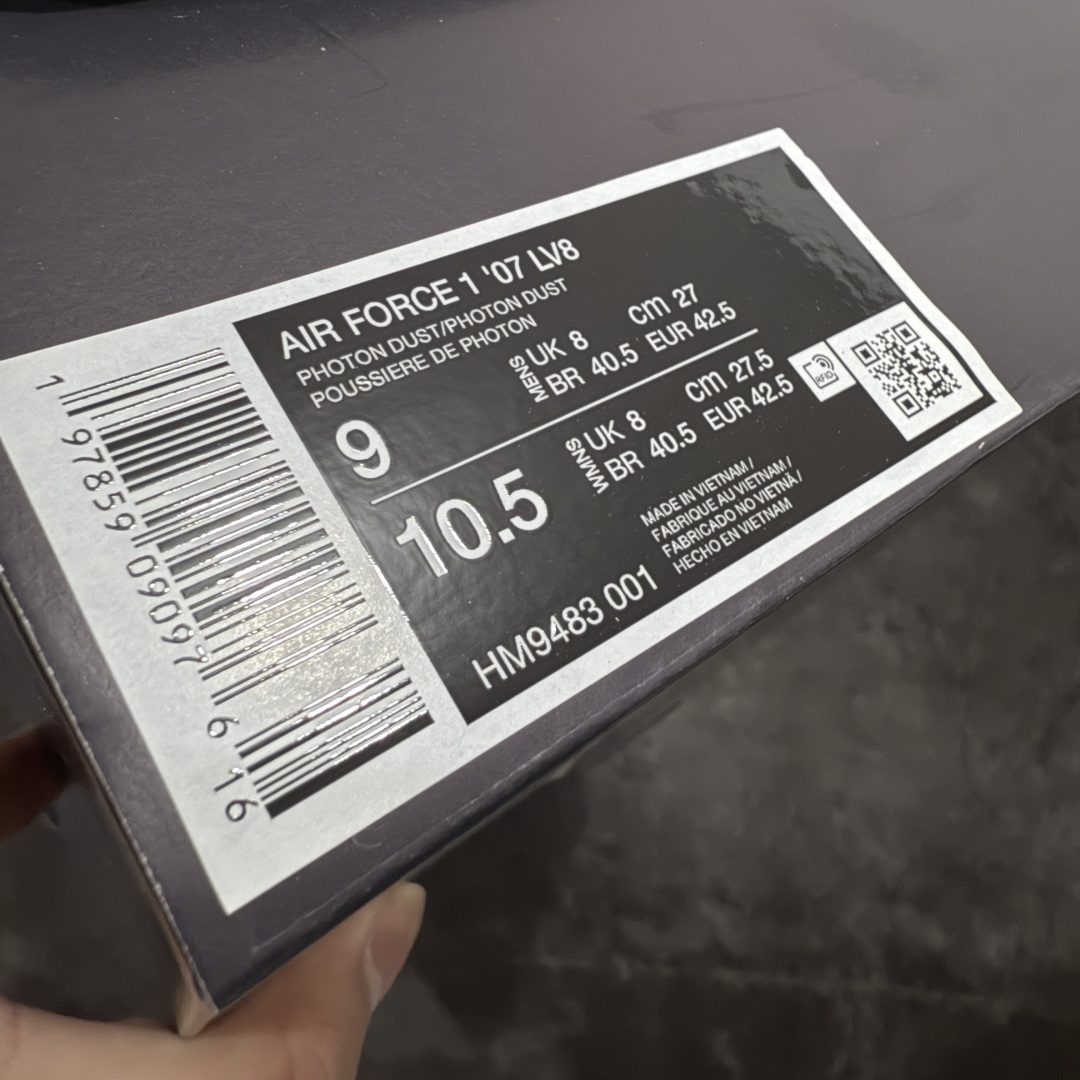 AIR FORCE 1 '07 LV8
PHOTON DUST/PHOTON DUST
POUSSIERE DE PHOTON
9
MENS
UK 8 cm 27
BR 40.5 EUR 42.5
10.5
WMNS
UK 8 cm 27.5
BR 40.5 EUR 42.5
MADE IN VIETNAM /
FABRIQUE AU VIETNAM /
FABRICADO NO VIETNÃ /
HECHO EN VIETNAM
HM9483 001
RFID
1 97859 09097 6 16